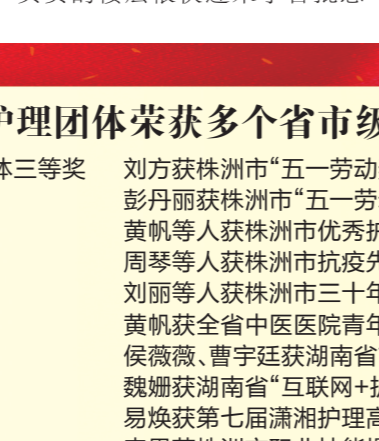 护理团体荣获多个省市级
体三等奖
刘方获株洲市“五一劳动
彭丹丽获株洲市“五一劳
黄帆等人获株洲市优秀护
周琴等人获株洲市抗疫先
刘丽等人获株洲市三十年
黄帆获全省中医医院青年
侯薇薇、曹宇廷获湖南省
魏姗获湖南省“互联网+护
易焕获第七届潇湘护理高